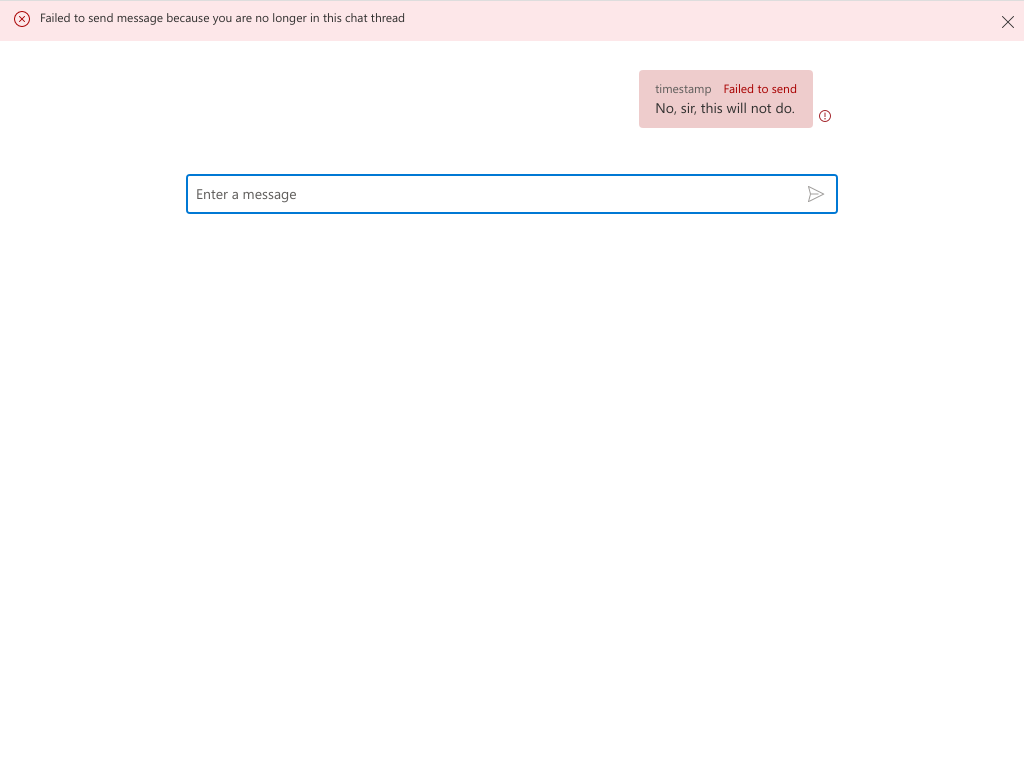 Failed to send message because you are no longer in this chat thread
timestamp Failed to send
No, sir, this will not do.
Enter a message